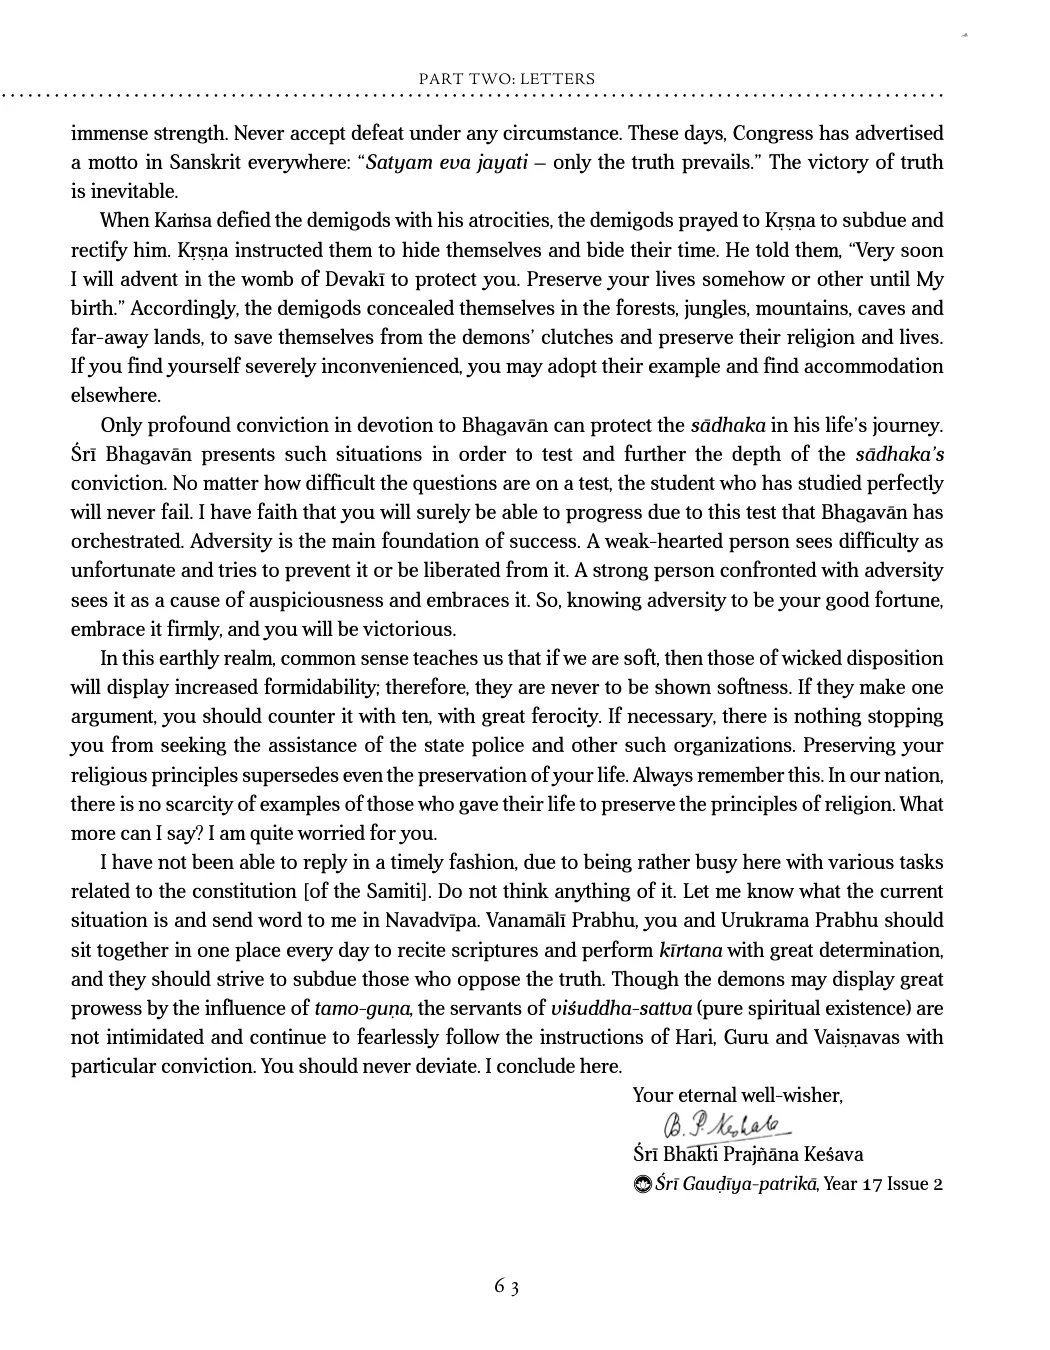 PART TWO: LETTERS
immense strength. Never accept defeat under any circumstance. These days, Congress has advertised
a motto in Sanskrit everywhere: “Satyam eva jayati – only the truth prevails.” The victory of truth
is inevitable.
When Kaṁsa defied the demigods with his atrocities, the demigods prayed to Kṛṣṇa to subdue and
rectify him. Kṛṣṇa instructed them to hide themselves and bide their time. He told them, “Very soon
I will advent in the womb of Devakī to protect you. Preserve your lives somehow or other until My
birth.” Accordingly, the demigods concealed themselves in the forests, jungles, mountains, caves and
far-away lands, to save themselves from the demons’ clutches and preserve their religion and lives.
If you find yourself severely inconvenienced, you may adopt their example and find accommodation
elsewhere.
Only profound conviction in devotion to Bhagavān can protect the sādhaka in his life’s journey.
Śrī Bhagavān presents such situations in order to test and further the depth of the sādhaka’s
conviction. No matter how difficult the questions are on a test, the student who has studied perfectly
will never fail. I have faith that you will surely be able to progress due to this test that Bhagavān has
orchestrated. Adversity is the main foundation of success. A weak-hearted person sees difficulty as
unfortunate and tries to prevent it or be liberated from it. A strong person confronted with adversity
sees it as a cause of auspiciousness and embraces it. So, knowing adversity to be your good fortune,
embrace it firmly, and you will be victorious.
In this earthly realm, common sense teaches us that if we are soft, then those of wicked disposition
will display increased formidability; therefore, they are never to be shown softness. If they make one
argument, you should counter it with ten, with great ferocity. If necessary, there is nothing stopping
you from seeking the assistance of the state police and other such organizations. Preserving your
religious principles supersedes even the preservation of your life. Always remember this. In our nation,
there is no scarcity of examples of those who gave their life to preserve the principles of religion. What
more can I say? I am quite worried for you.
I have not been able to reply in a timely fashion, due to being rather busy here with various tasks
related to the constitution [of the Samiti]. Do not think anything of it. Let me know what the current
situation is and send word to me in Navadvīpa. Vanamālī Prabhu, you and Urukrama Prabhu should
sit together in one place every day to recite scriptures and perform kīrtana with great determination,
and they should strive to subdue those who oppose the truth. Though the demons may display great
prowess by the influence of tamo-guṇa, the servants of viśuddha-sattva (pure spiritual existence) are
not intimidated and continue to fearlessly follow the instructions of Hari, Guru and Vaiṣṇavas with
particular conviction. You should never deviate. I conclude here.
Your eternal well-wisher,
B. P. Keshab
Śrī Bhakti Prajñāna Keśava
Śrī Gauḍīya-patrikā, Year 17 Issue 2
63